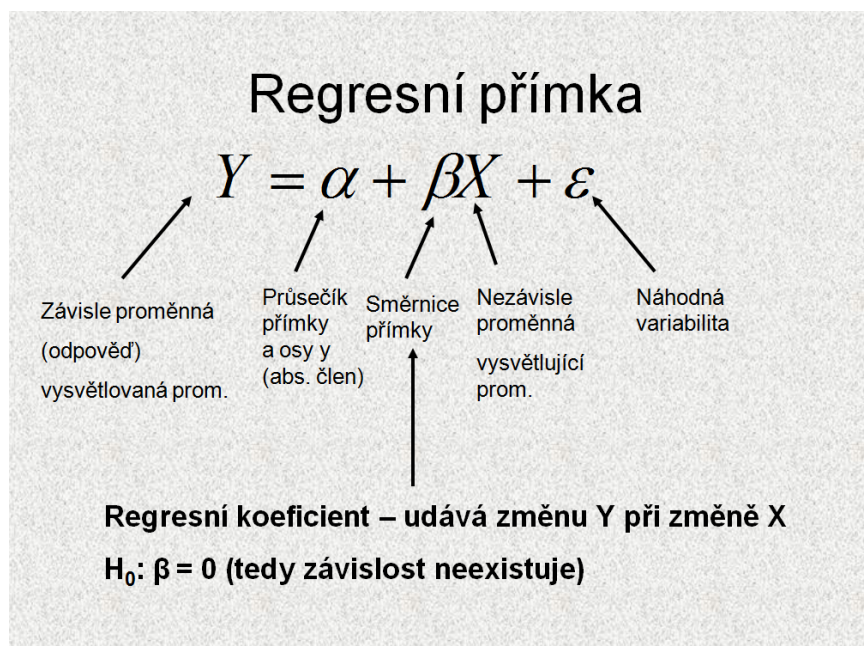 Regresní přímka
Y = α + βX + ε
Závisle proměnná
(odpověď)
vysvětlovaná prom.
Průsečík
přímky
a osy y
(abs. člen)
Směrnice
přímky
Nezávisle
proměnná
vysvětlující
prom.
Náhodná
variabilita
Regresní koeficient – udává změnu Y při změně X
H₀: β = 0 (tedy závislost neexistuje)